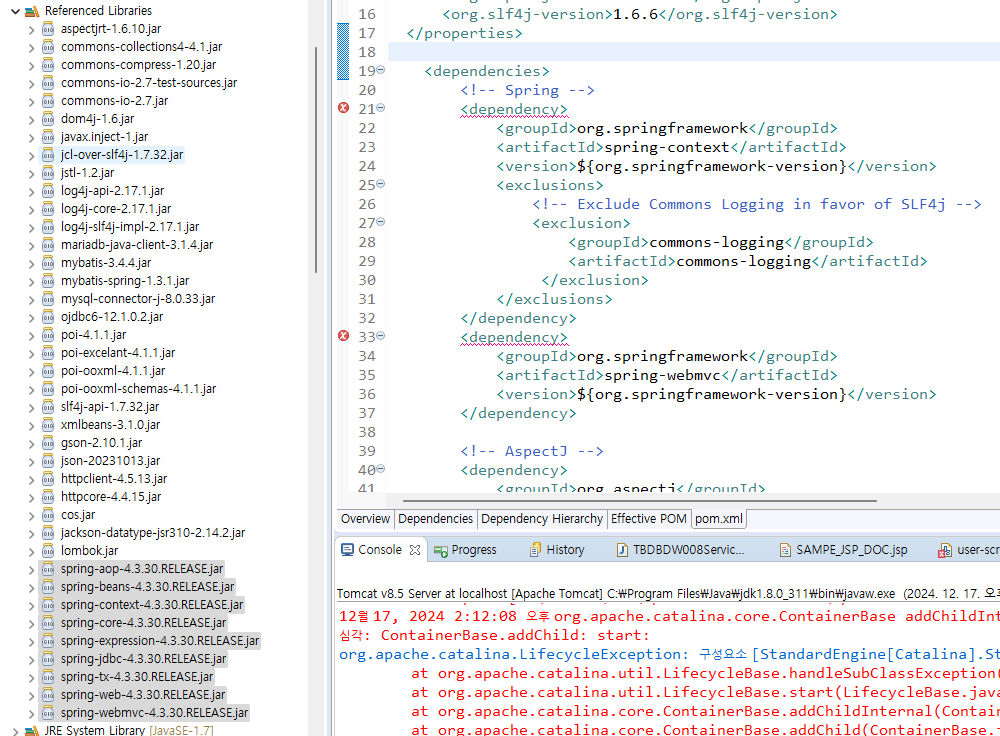 Referenced Libraries
aspectjrt-1.6.10.jar
commons-collections4-4.1.jar
commons-compress-1.20.jar
commons-io-2.7-test-sources.jar
commons-io-2.7.jar
dom4j-1.6.jar
javax.inject-1.jar
jcl-over-slf4j-1.7.32.jar
jstl-1.2.jar
log4j-api-2.17.1.jar
log4j-core-2.17.1.jar
log4j-slf4j-impl-2.17.1.jar
mariadb-java-client-3.1.4.jar
mybatis-3.4.4.jar
mybatis-spring-1.3.1.jar
mysql-connector-j-8.0.33.jar
ojdbc6-12.1.0.2.jar
poi-4.1.1.jar
poi-excelant-4.1.1.jar
poi-ooxml-4.1.1.jar
poi-ooxml-schemas-4.1.1.jar
slf4j-api-1.7.32.jar
xmlbeans-3.1.0.jar
gson-2.10.1.jar
json-20231013.jar
httpclient-4.5.13.jar
httpcore-4.4.15.jar
cos.jar
jackson-datatype-jsr310-2.14.2.jar
lombok.jar
spring-aop-4.3.30.RELEASE.jar
spring-beans-4.3.30.RELEASE.jar
spring-context-4.3.30.RELEASE.jar
spring-core-4.3.30.RELEASE.jar
spring-expression-4.3.30.RELEASE.jar
spring-jdbc-4.3.30.RELEASE.jar
spring-tx-4.3.30.RELEASE.jar
spring-web-4.3.30.RELEASE.jar
spring-webmvc-4.3.30.RELEASE.jar
JRE System Library [JavaSE-1.7]
16 <org.slf4j-version>1.6.6</org.slf4j-version>
17 </properties>
18
19 <dependencies>
20 <!-- Spring -->
21 <dependency>
22 <groupId>org.springframework</groupId>
23 <artifactId>spring-context</artifactId>
24 <version>${org.springframework-version}</version>
25 <exclusions>
26 <!-- Exclude Commons Logging in favor of SLF4j -->
27 <exclusion>
28 <groupId>commons-logging</groupId>
29 <artifactId>commons-logging</artifactId>
30 </exclusion>
31 </exclusions>
32 </dependency>
33 <dependency>
34 <groupId>org.springframework</groupId>
35 <artifactId>spring-webmvc</artifactId>
36 <version>${org.springframework-version}</version>
37 </dependency>
38
39 <!-- AspectJ -->
40 <dependency>
41 <groupId>org.aspectj</groupId>
Overview Dependencies Dependency Hierarchy Effective POM pom.xml
Console Progress History TBDBDW008Servic... SAMPE_JSP_DOC.jsp user-scr
Tomcat v8.5 Server at localhost [Apache Tomcat] C:₩Program Files₩Java₩jdk1.8.0_311₩bin₩javaw.exe (2024. 12. 17. 오
12월 17, 2024 2:12:08 오후 org.apache.catalina.core.ContainerBase addChildInt
심각: ContainerBase.addChild: start:
org.apache.catalina.LifecycleException: 구성요소 [StandardEngine[Catalina].St
at org.apache.catalina.util.LifecycleBase.handleSubClassException(
at org.apache.catalina.util.LifecycleBase.start(LifecycleBase.java
at org.apache.catalina.core.ContainerBase.addChildInternal(Contain
at org.apache.catalina.core.ContainerBase.addChild(ContainerBase.